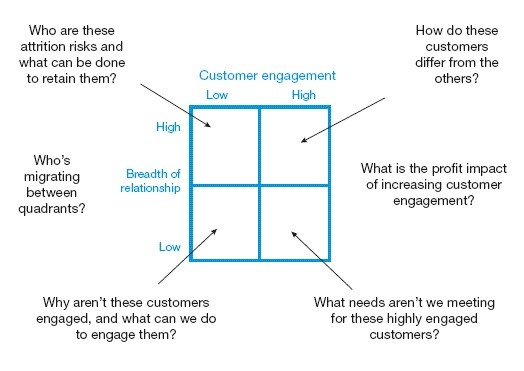 Who are these
attrition risks and
what can be done
to retain them?
How do these
customers
differ from the
others?
Customer engagement
Low
High
High
Breadth of
relationship
Low
Who's
migrating
between
quadrants?
What is the profit impact
of increasing customer
engagement?
Why aren't these customers
engaged, and what can we do
to engage them?
What needs aren't we meeting
for these highly engaged
customers?